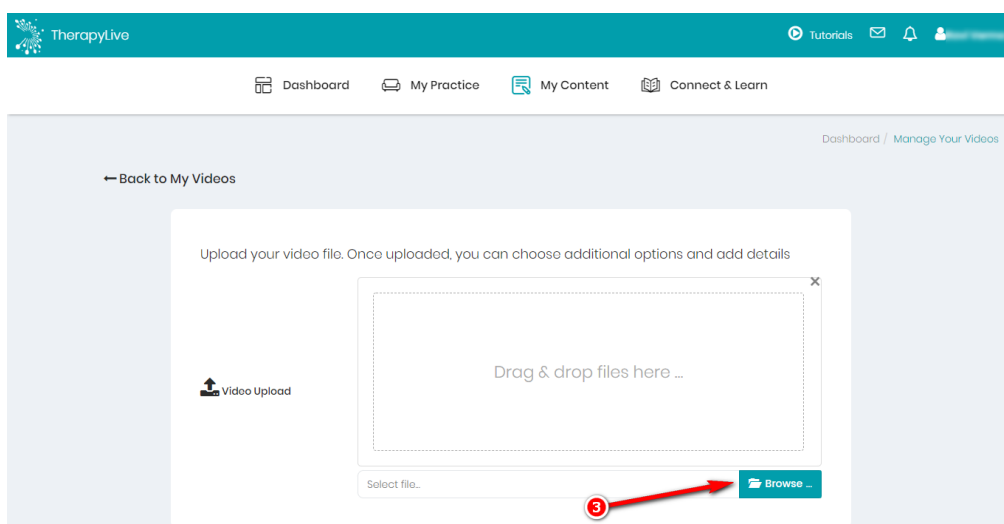 TherapyLive Tutorials
Dashboard My Practice My Content Connect & Learn
Dashboard / Manage Your Videos
Back to My Videos
Upload your video file. Once uploaded, you can choose additional options and add details
Drag & drop files here ...
Video Upload
Select file... Browse ...
3